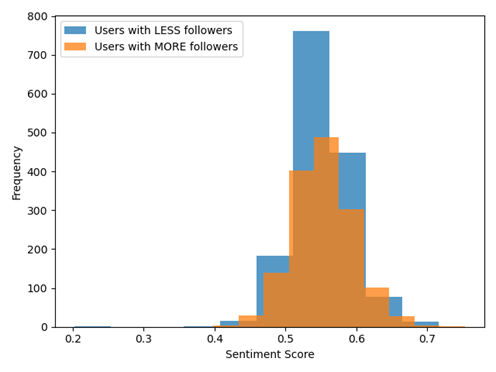 Users with LESS followers
Users with MORE followers
800
700
600
500
400
300
200
100
0
Frequency
0.2 0.3 0.4 0.5 0.6 0.7
Sentiment Score